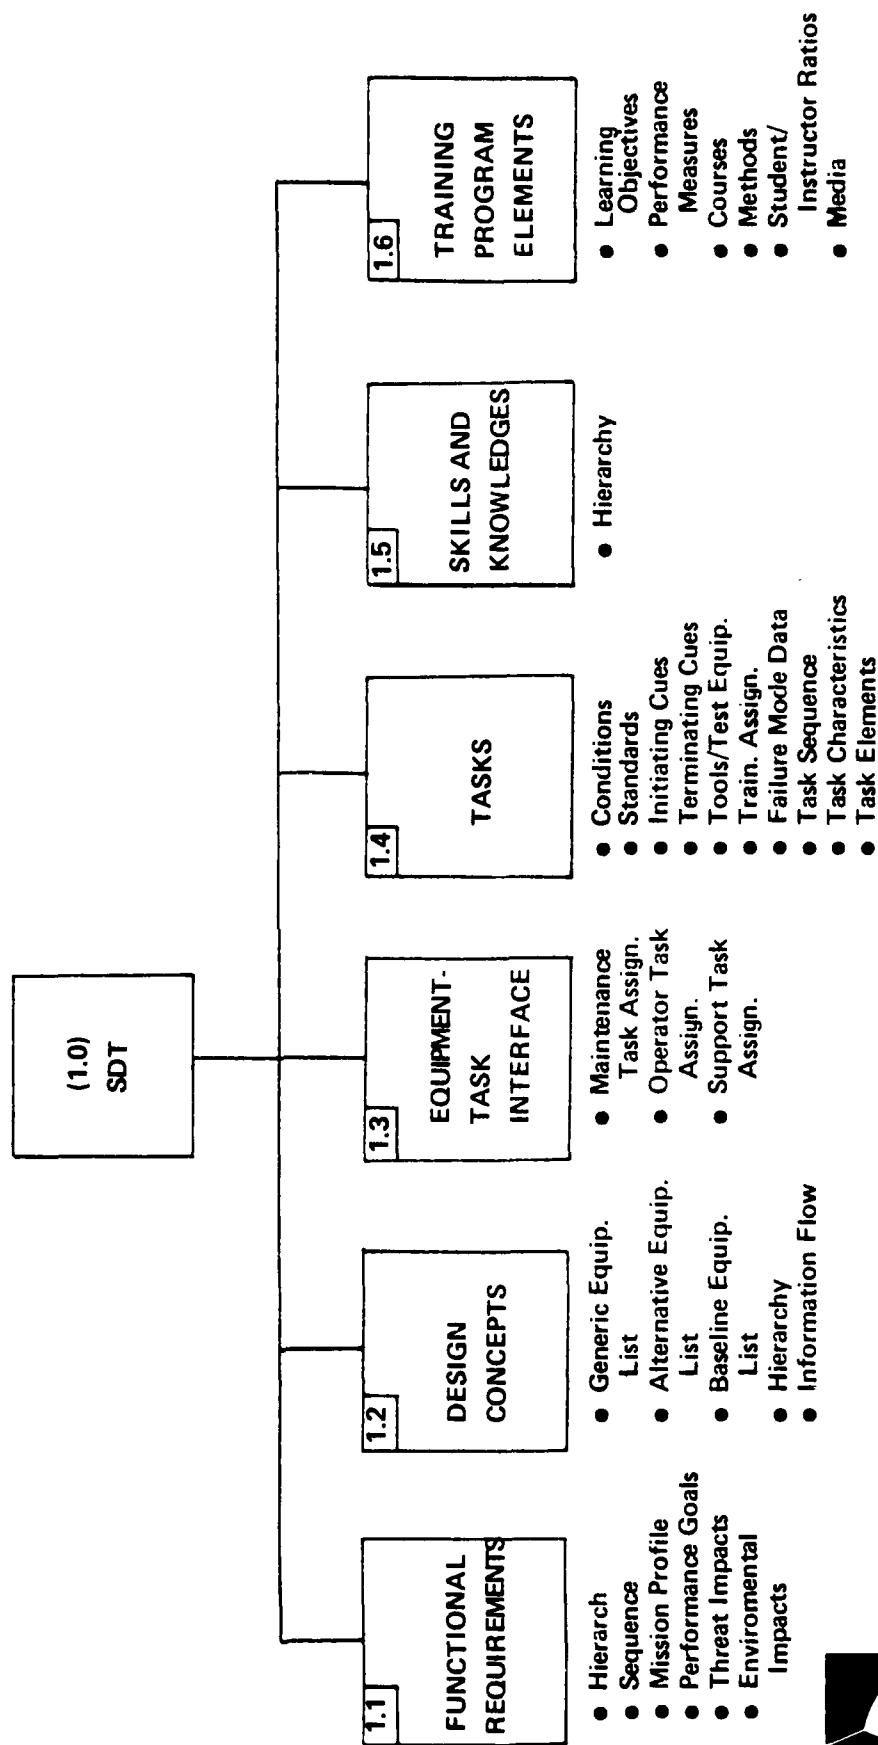 (1.0)
SDT
1.1
FUNCTIONAL
REQUIREMENTS
● Hierarch
● Sequence
● Mission Profile
● Performance Goals
● Threat Impacts
● Enviromental
Impacts
1.2
DESIGN
CONCEPTS
● Generic Equip.
List
● Alternative Equip.
List
● Baseline Equip.
List
● Hierarchy
● Information Flow
1.3
EQUIPMENT-
TASK
INTERFACE
● Maintenance
Task Assign.
● Operator Task
Assign.
● Support Task
Assign.
1.4
TASKS
● Conditions
● Standards
● Initiating Cues
● Terminating Cues
● Tools/Test Equip.
● Train. Assign.
● Failure Mode Data
● Task Sequence
● Task Characteristics
● Task Elements
1.5
SKILLS AND
KNOWLEDGES
● Hierarchy
1.6
TRAINING
PROGRAM
ELEMENTS
● Learning
Objectives
● Performance
Measures
● Courses
● Methods
● Student/
Instructor Ratios
● Media